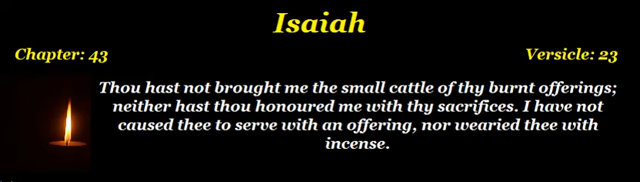 Isaiah
Chapter: 43 Versicle: 23
Thou hast not brought me the small cattle of thy burnt offerings;
neither hast thou honoured me with thy sacrifices. I have not
caused thee to serve with an offering, nor wearied thee with
incense.